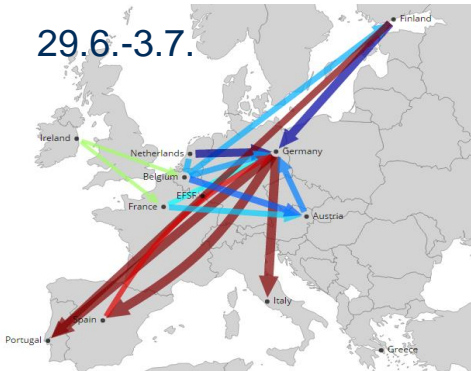 Finland
29.6.-3.7.
Ireland
Netherlands
Germany
Belgium
EFSF
France
Austria
Italy
Spain
Portugal
Greece